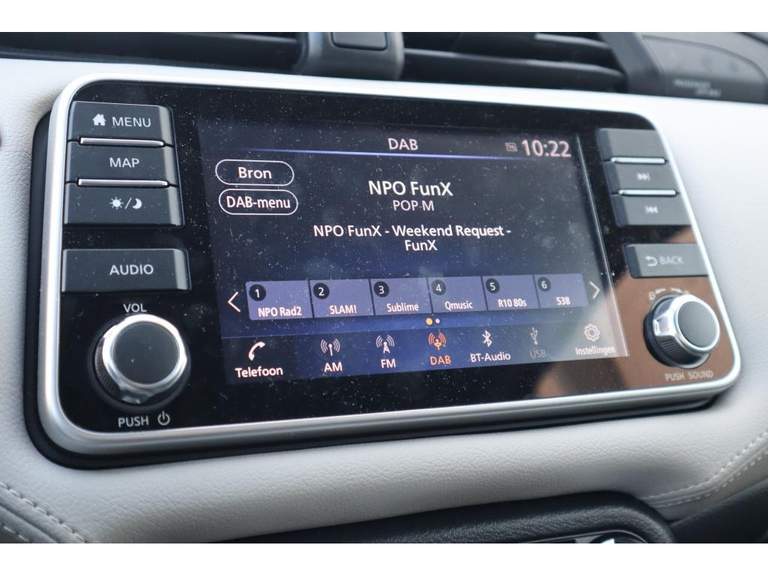 MENU
MAP
AUDIO
VOL
PUSH
DAB
10:22
Bron
DAB-menu
NPO FunX
POP M
NPO FunX - Weekend Request -
FunX
1 NPO Rad2
2 SLAM!
3 Sublime
4 Qmusic
5 R10 80s
6 538
Telefoon
AM
FM
DAB
BT-Audio
USB
Instellingen
BACK
PUSH SOUND